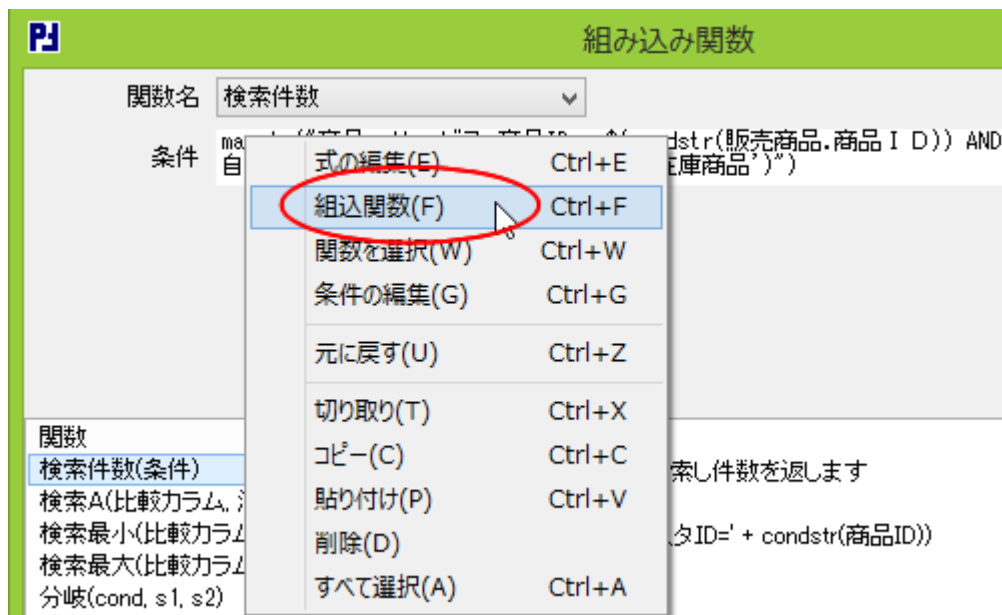 組み込み関数
関数名 検索件数
条件
dstr(販売商品.商品ID)) AND
自
在庫商品')")
式の編集(E) Ctrl+E
組込関数(F) Ctrl+F
関数を選択(W) Ctrl+W
条件の編集(G) Ctrl+G
元に戻す(U) Ctrl+Z
切り取り(T) Ctrl+X
コピー(C) Ctrl+C
貼り付け(P) Ctrl+V
削除(D)
すべて選択(A) Ctrl+A
関数
検索件数(条件) 索し件数を返します
検索A(比較カラム,
検索最小(比較カラム タID=' + condstr(商品ID))
検索最大(比較カラム
分岐(cond, s1, s2)